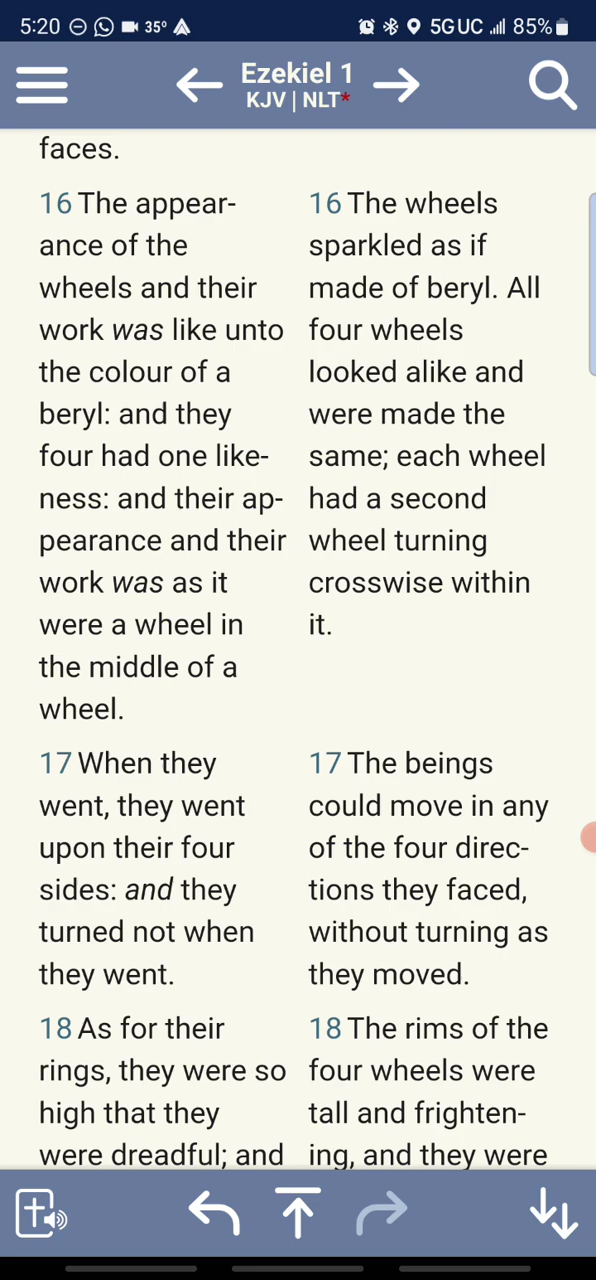 5:20 35° 5G UC 85%
Ezekiel 1
KJV | NLT*
faces.
16 The appear-
ance of the
wheels and their
work was like unto
the colour of a
beryl: and they
four had one like-
ness: and their ap-
pearance and their
work was as it
were a wheel in
the middle of a
wheel.
17 When they
went, they went
upon their four
sides: and they
turned not when
they went.
18 As for their
rings, they were so
high that they
were dreadful; and
16 The wheels
sparkled as if
made of beryl. All
four wheels
looked alike and
were made the
same; each wheel
had a second
wheel turning
crosswise within
it.
17 The beings
could move in any
of the four direc-
tions they faced,
without turning as
they moved.
18 The rims of the
four wheels were
tall and frighten-
ing, and they were